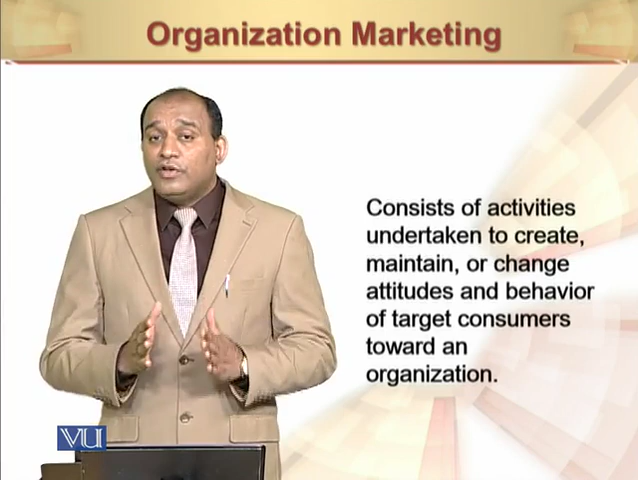 Organization Marketing
Consists of activities
undertaken to create,
maintain, or change
attitudes and behavior
of target consumers
toward an
organization.
VU